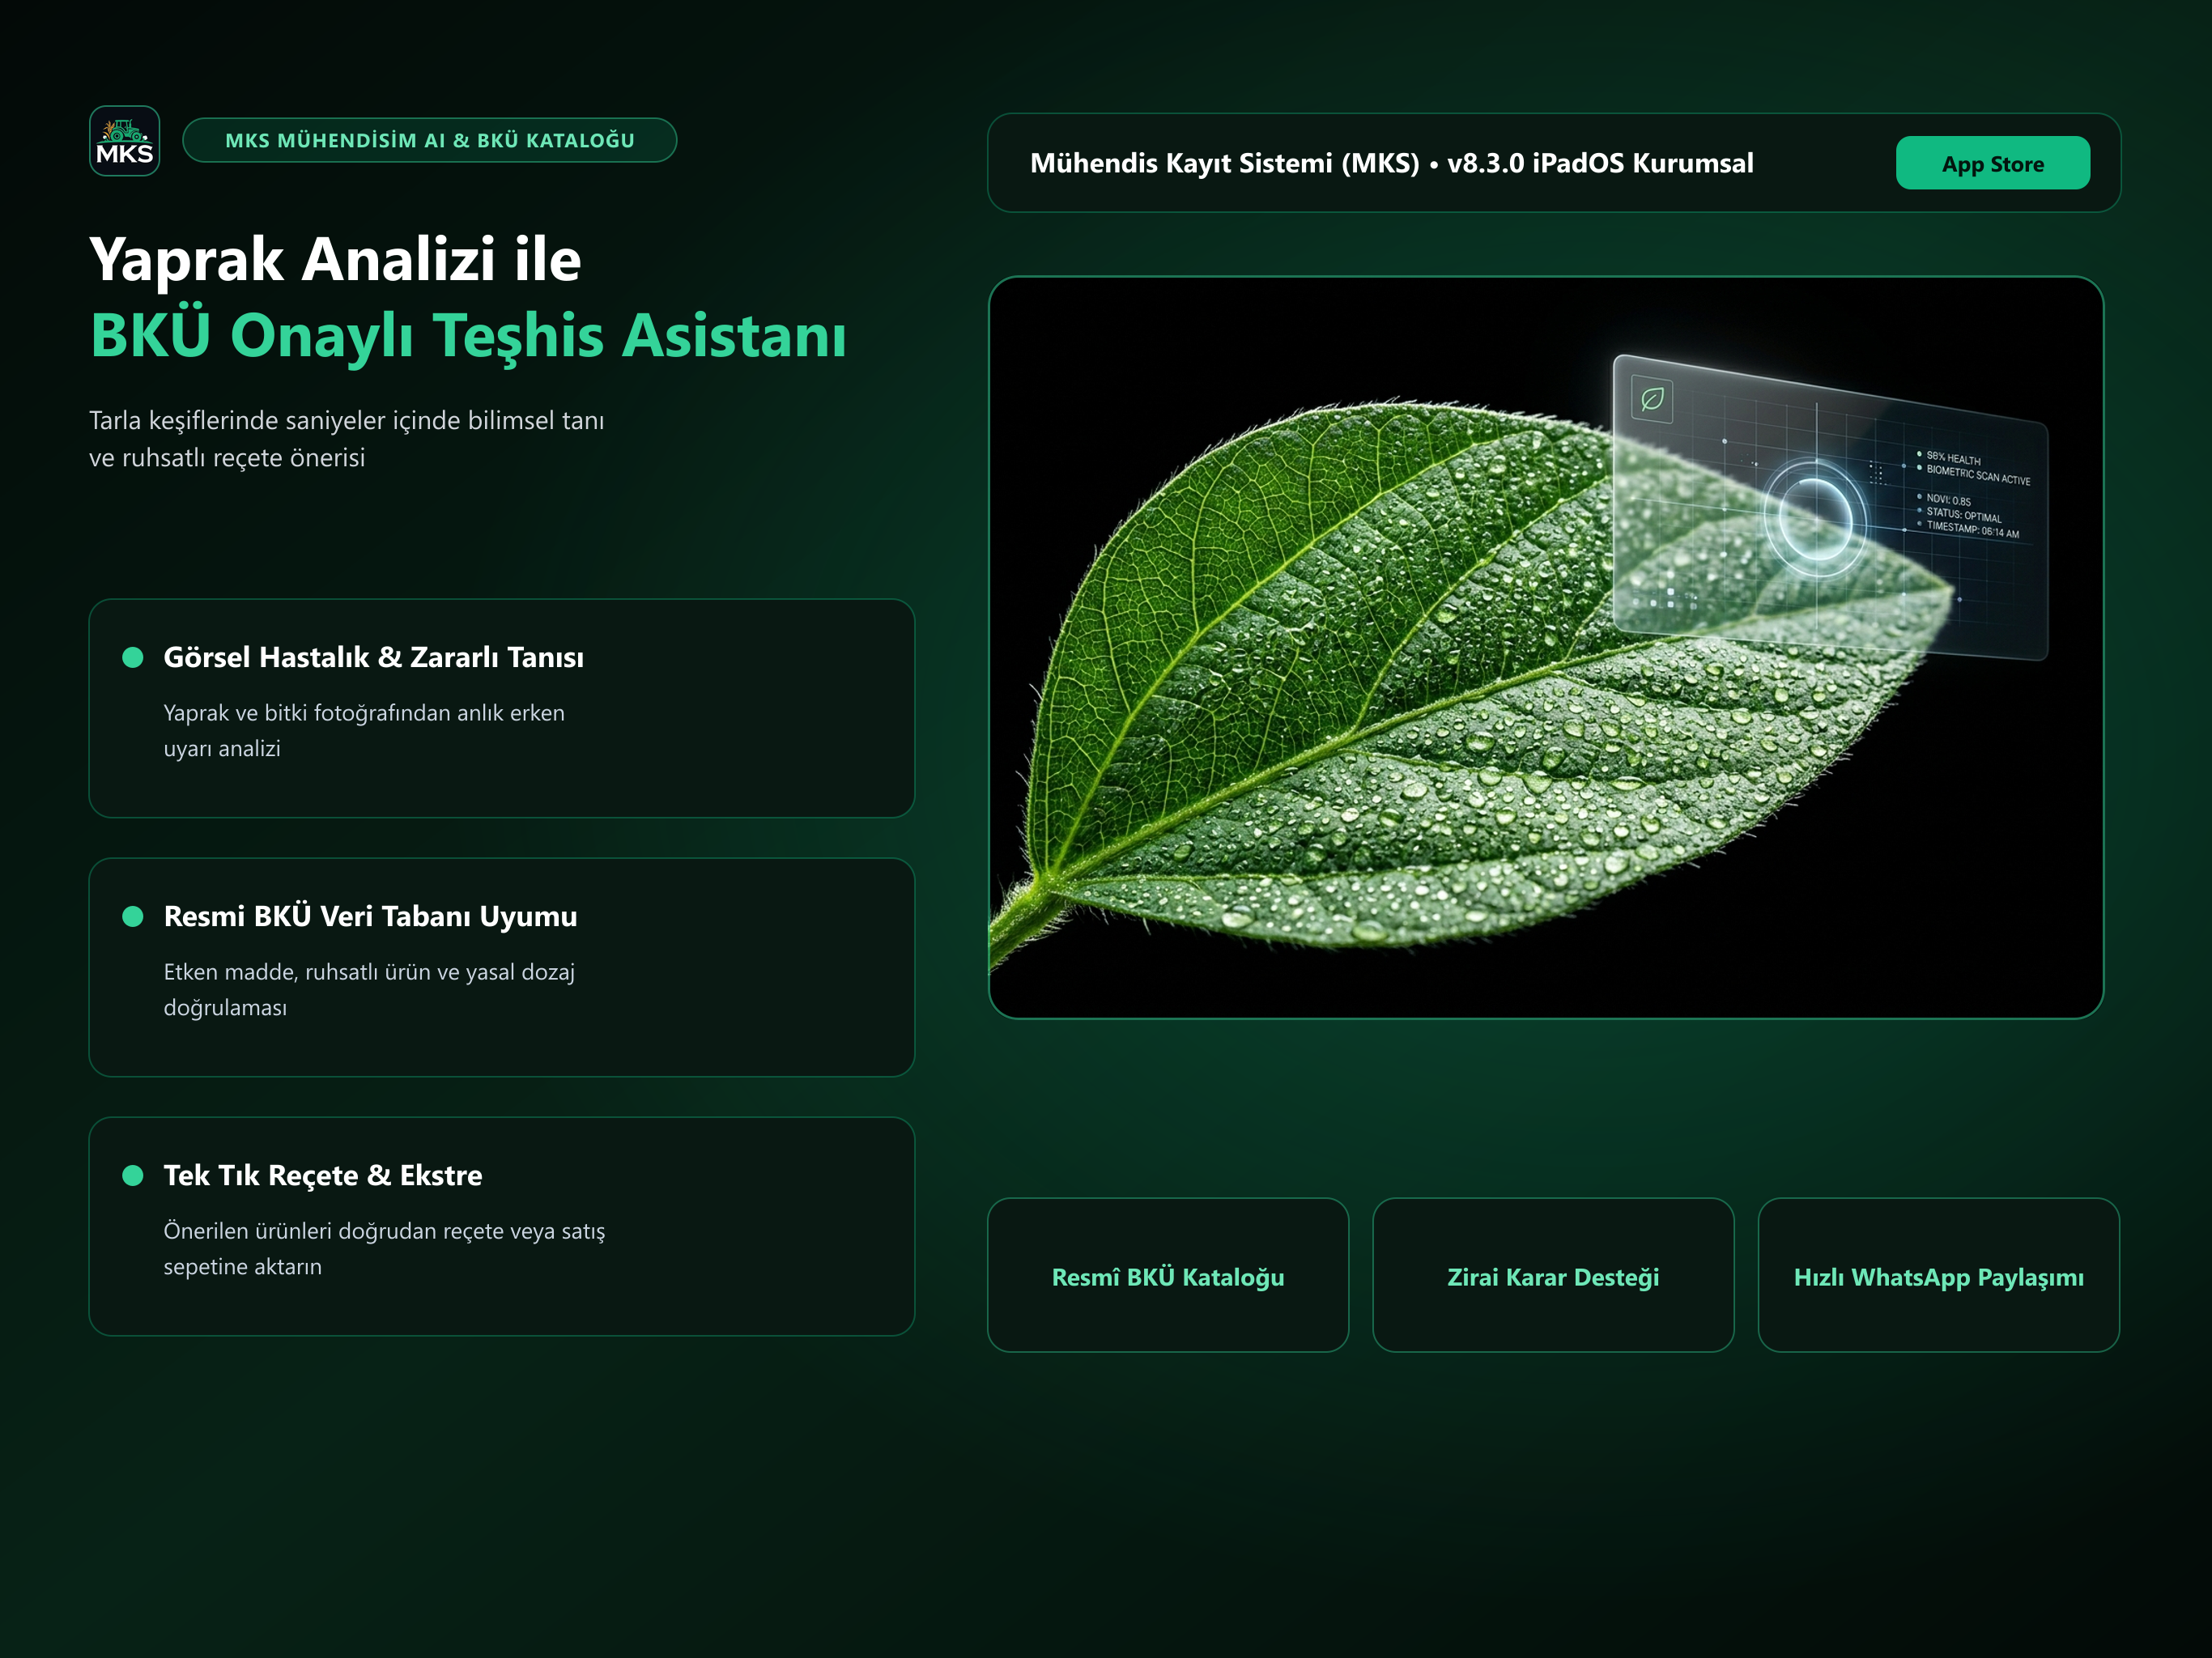 MKS
MKS MÜHENDİSİM AI & BKÜ KATALOĞU
Yaprak Analizi ile
BKÜ Onaylı Teşhis Asistanı
Tarla keşiflerinde saniyeler içinde bilimsel tanı
ve ruhsatlı reçete önerisi
Görsel Hastalık & Zararlı Tanısı
Yaprak ve bitki fotoğrafından anlık erken
uyarı analizi
Resmi BKÜ Veri Tabanı Uyumu
Etken madde, ruhsatlı ürün ve yasal dozaj
doğrulaması
Tek Tık Reçete & Ekstre
Önerilen ürünleri doğrudan reçete veya satış
sepetine aktarın
Mühendis Kayıt Sistemi (MKS) • v8.3.0 iPadOS Kurumsal
App Store
98% HEALTH
BIOMETRIC SCAN ACTIVE
NOVI: 0.8S
STATUS: OPTIMAL
TIMESTAMP: 06:14 AM
Resmî BKÜ Kataloğu
Zirai Karar Desteği
Hızlı WhatsApp Paylaşımı